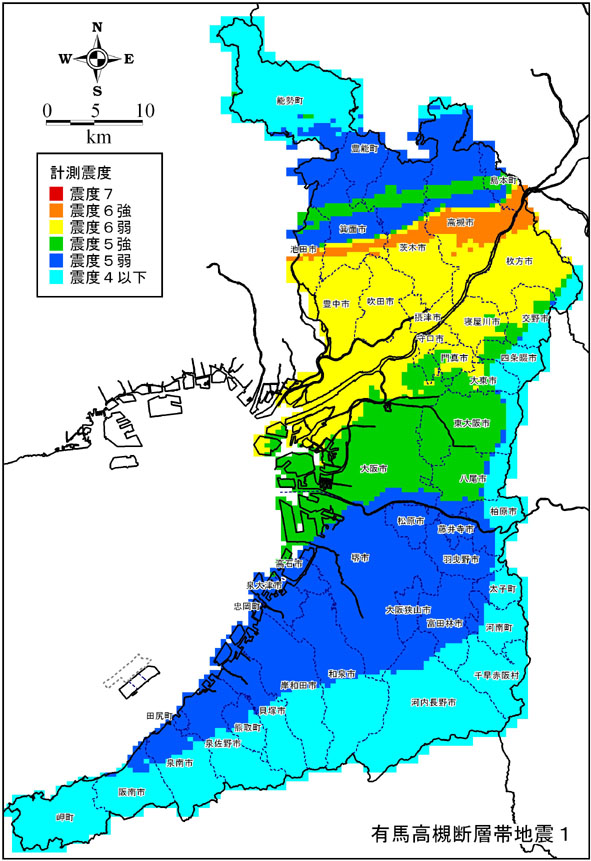 N
W E
S
0 5 10
km
計測震度
震度７
震度６強
震度６弱
震度５強
震度５弱
震度４以下
能勢町
豊能町
島本町
高槻市
箕面市
茨木市
池田市
枚方市
豊中市
吹田市
摂津市
寝屋川市
交野市
守口市
門真市
四条畷市
大東市
東大阪市
大阪市
八尾市
柏原市
松原市
藤井寺市
堺市
羽曳野市
高石市
泉大津市
太子町
忠岡町
大阪狭山市
富田林市
河南町
和泉市
千早赤阪村
岸和田市
河内長野市
貝塚市
田尻町
熊取町
泉佐野市
泉南市
阪南市
岬町
有馬高槻断層帯地震１